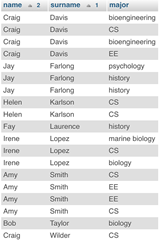 name 2 surname 1 major
Craig Davis bioengineering
Craig Davis CS
Craig Davis bioengineering
Craig Davis EE
Jay Farlong psychology
Jay Farlong history
Jay Farlong history
Helen Karlson CS
Helen Karlson CS
Fay Laurence history
Irene Lopez marine biology
Irene Lopez CS
Irene Lopez biology
Amy Smith CS
Amy Smith EE
Amy Smith EE
Amy Smith CS
Bob Taylor biology
Craig Wilder CS